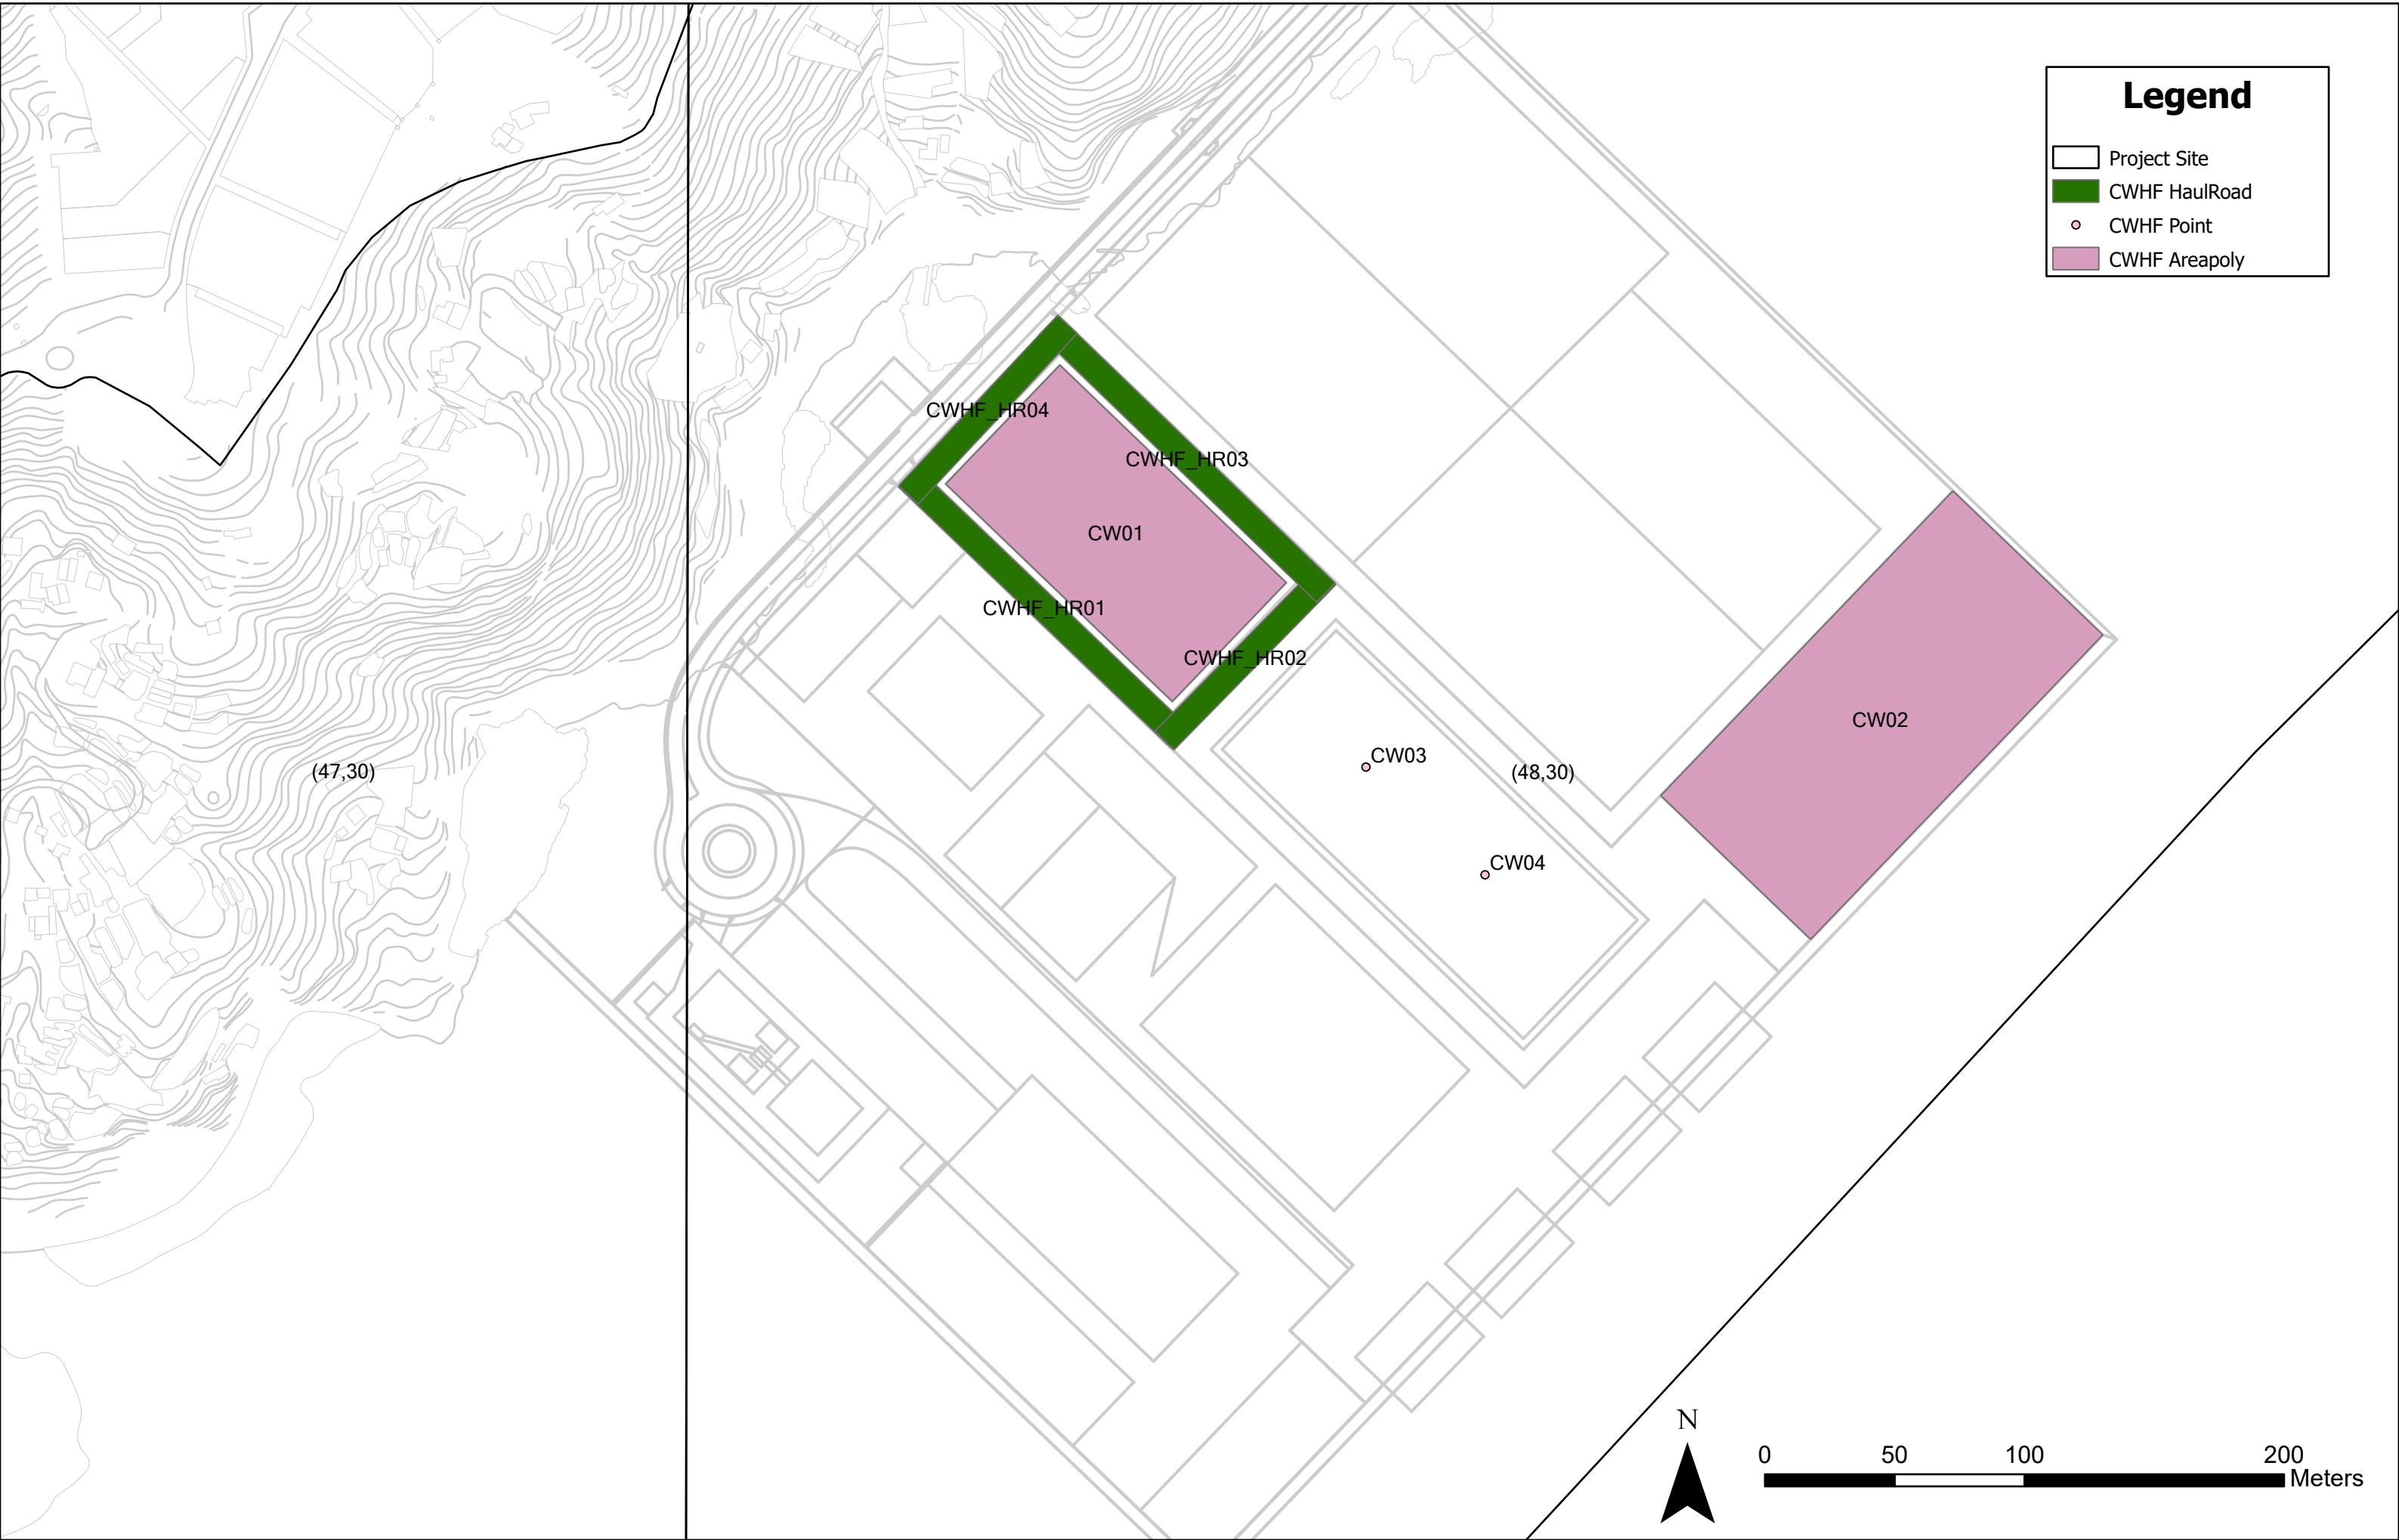 Legend
Project Site
CWHF HaulRoad
CWHF Point
CWHF Areapoly
CWHF_HR04
CWHF_HR03
CW01
CWHF_HR01
CWHF_HR02
CW02
CW03
(47,30)
(48,30)
CW04
N
0 50 100 200
Meters